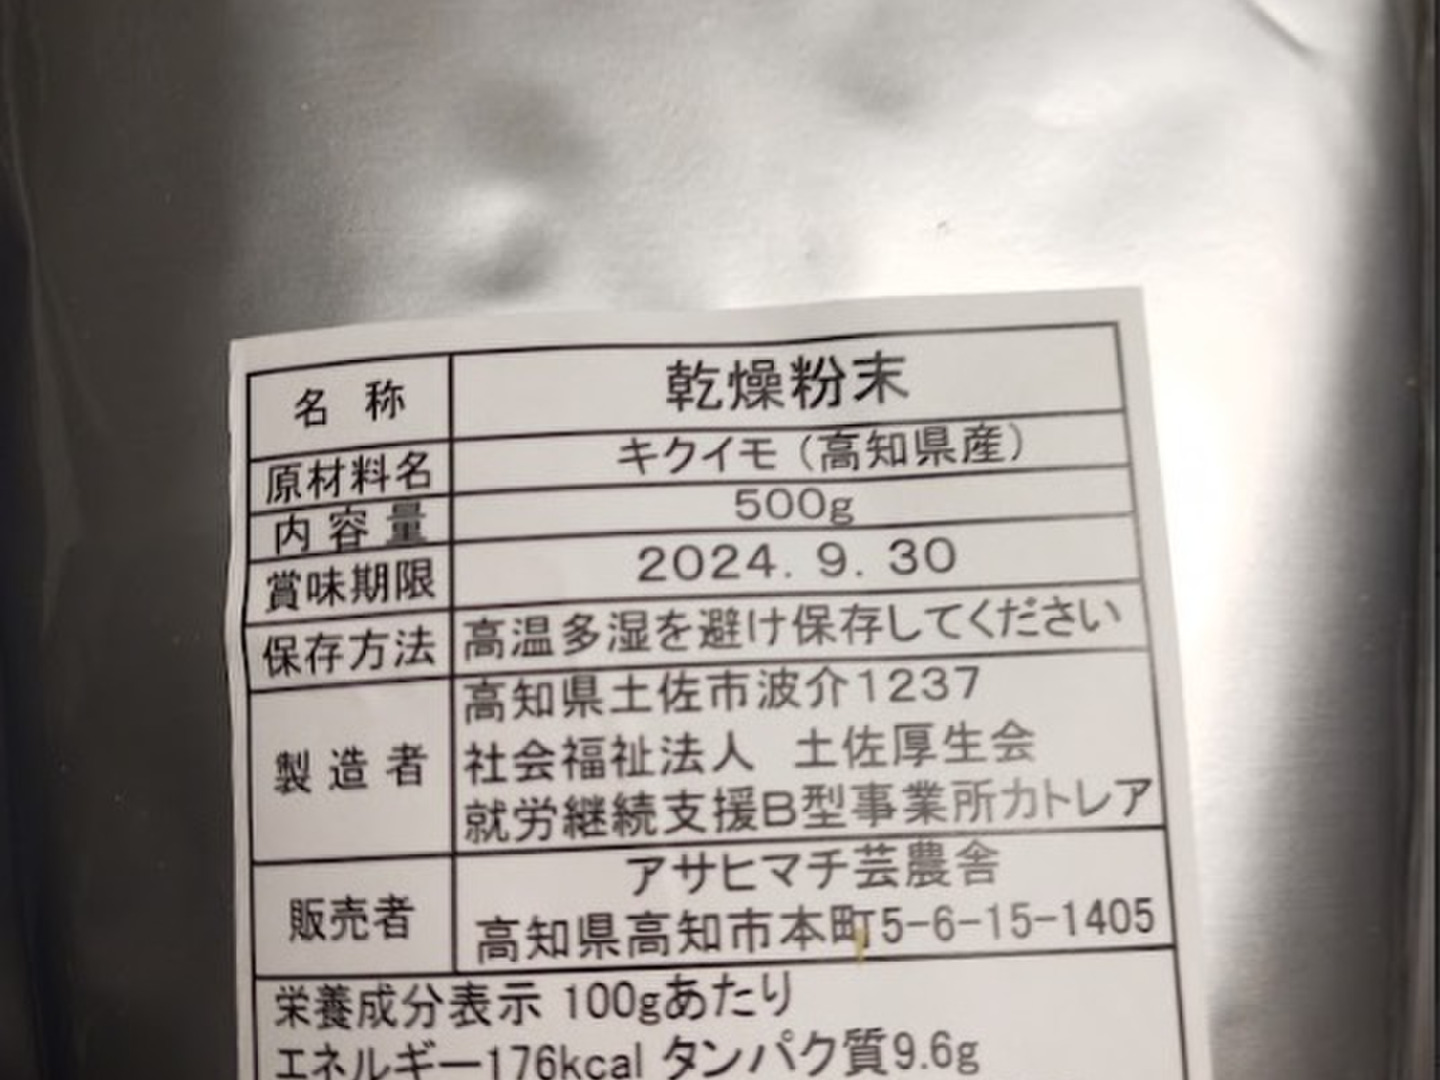 名 称 乾燥粉末
原材料名 キクイモ（高知県産）
内容量 500g
賞味期限 2024. 9. 30
保存方法 高温多湿を避け保存してください
製造者 高知県土佐市波介1237
社会福祉法人 土佐厚生会
就労継続支援B型事業所カトレア
販売者 アサヒマチ芸農舎
高知県高知市本町5-6-15-1405
栄養成分表示 100gあたり
エネルギー176kcal タンパク質9.6g